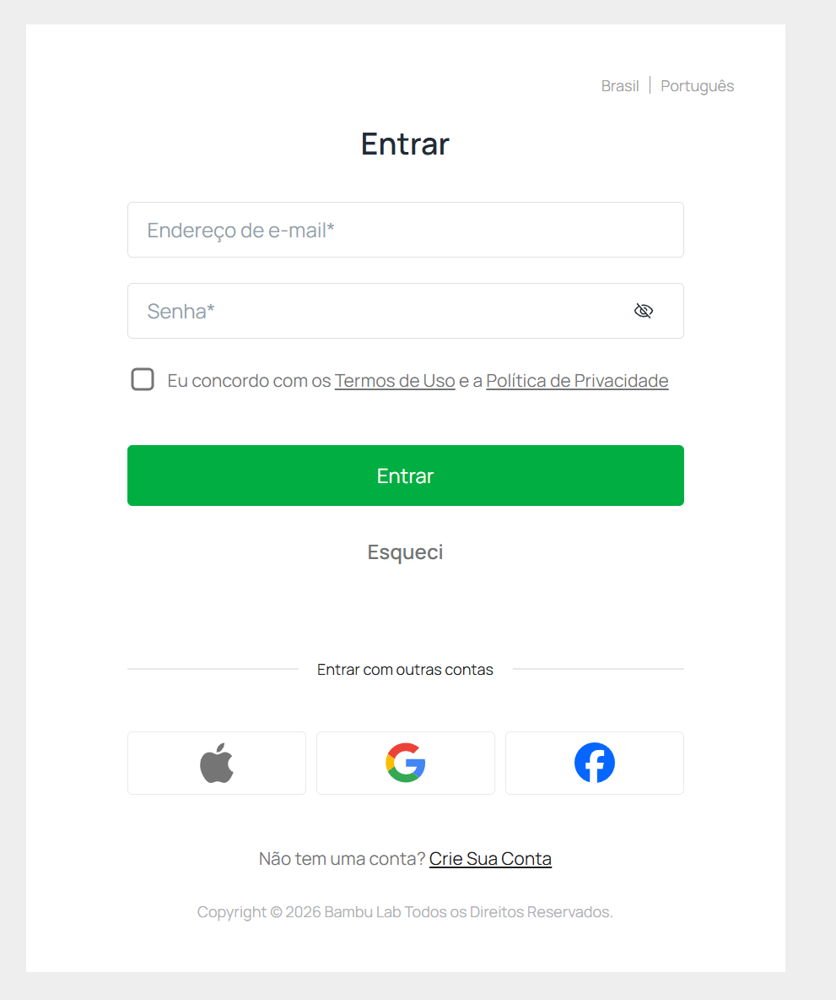 Brasil | Português
Entrar
Endereço de e-mail*
Senha*
Eu concordo com os Termos de Uso e a Política de Privacidade
Entrar
Esqueci
Entrar com outras contas
Não tem uma conta? Crie Sua Conta
Copyright © 2026 Bambu Lab Todos os Direitos Reservados.